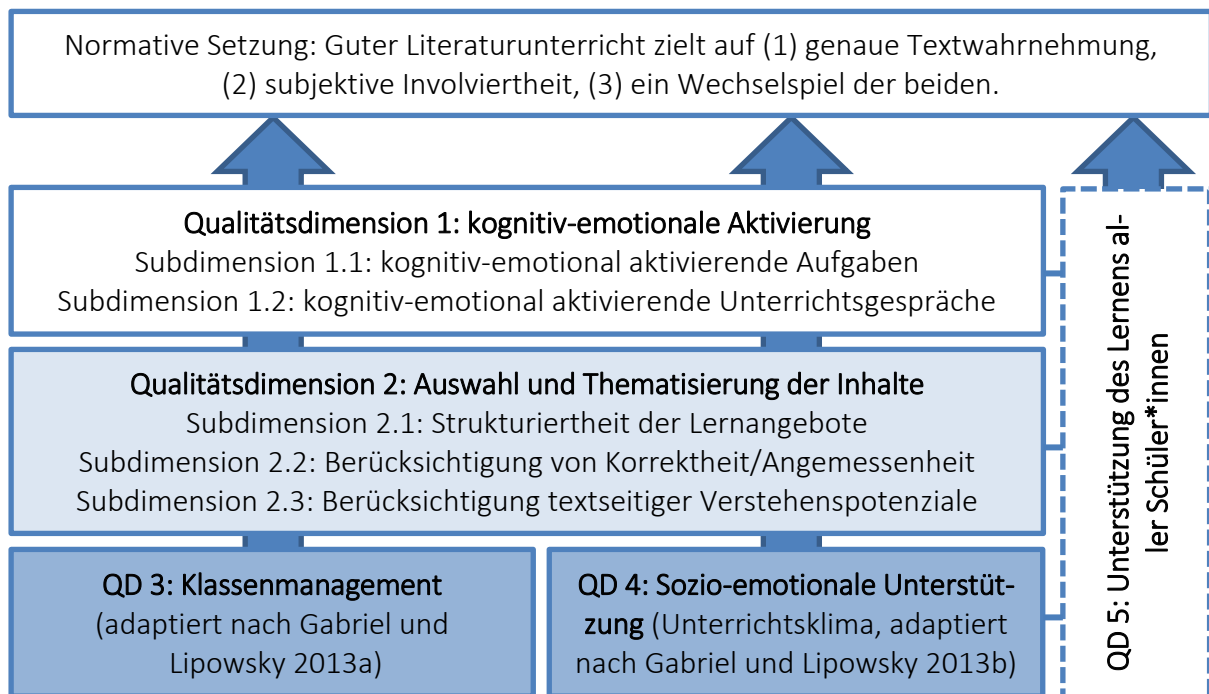 Normative Setzung: Guter Literaturunterricht zielt auf (1) genaue Textwahrnehmung,
(2) subjektive Involviertheit, (3) ein Wechselspiel der beiden.
Qualitätsdimension 1: kognitiv-emotionale Aktivierung
Subdimension 1.1: kognitiv-emotional aktivierende Aufgaben
Subdimension 1.2: kognitiv-emotional aktivierende Unterrichtsgespräche
Qualitätsdimension 2: Auswahl und Thematisierung der Inhalte
Subdimension 2.1: Strukturiertheit der Lernangebote
Subdimension 2.2: Berücksichtigung von Korrektheit/Angemessenheit
Subdimension 2.3: Berücksichtigung textseitiger Verstehenspotenziale
QD 3: Klassenmanagement
(adaptiert nach Gabriel und
Lipowsky 2013a)
QD 4: Sozio-emotionale Unterstüt-
zung (Unterrichtsklima, adaptiert
nach Gabriel und Lipowsky 2013b)
QD 5: Unterstützung des Lernens al-
ler Schüler*innen